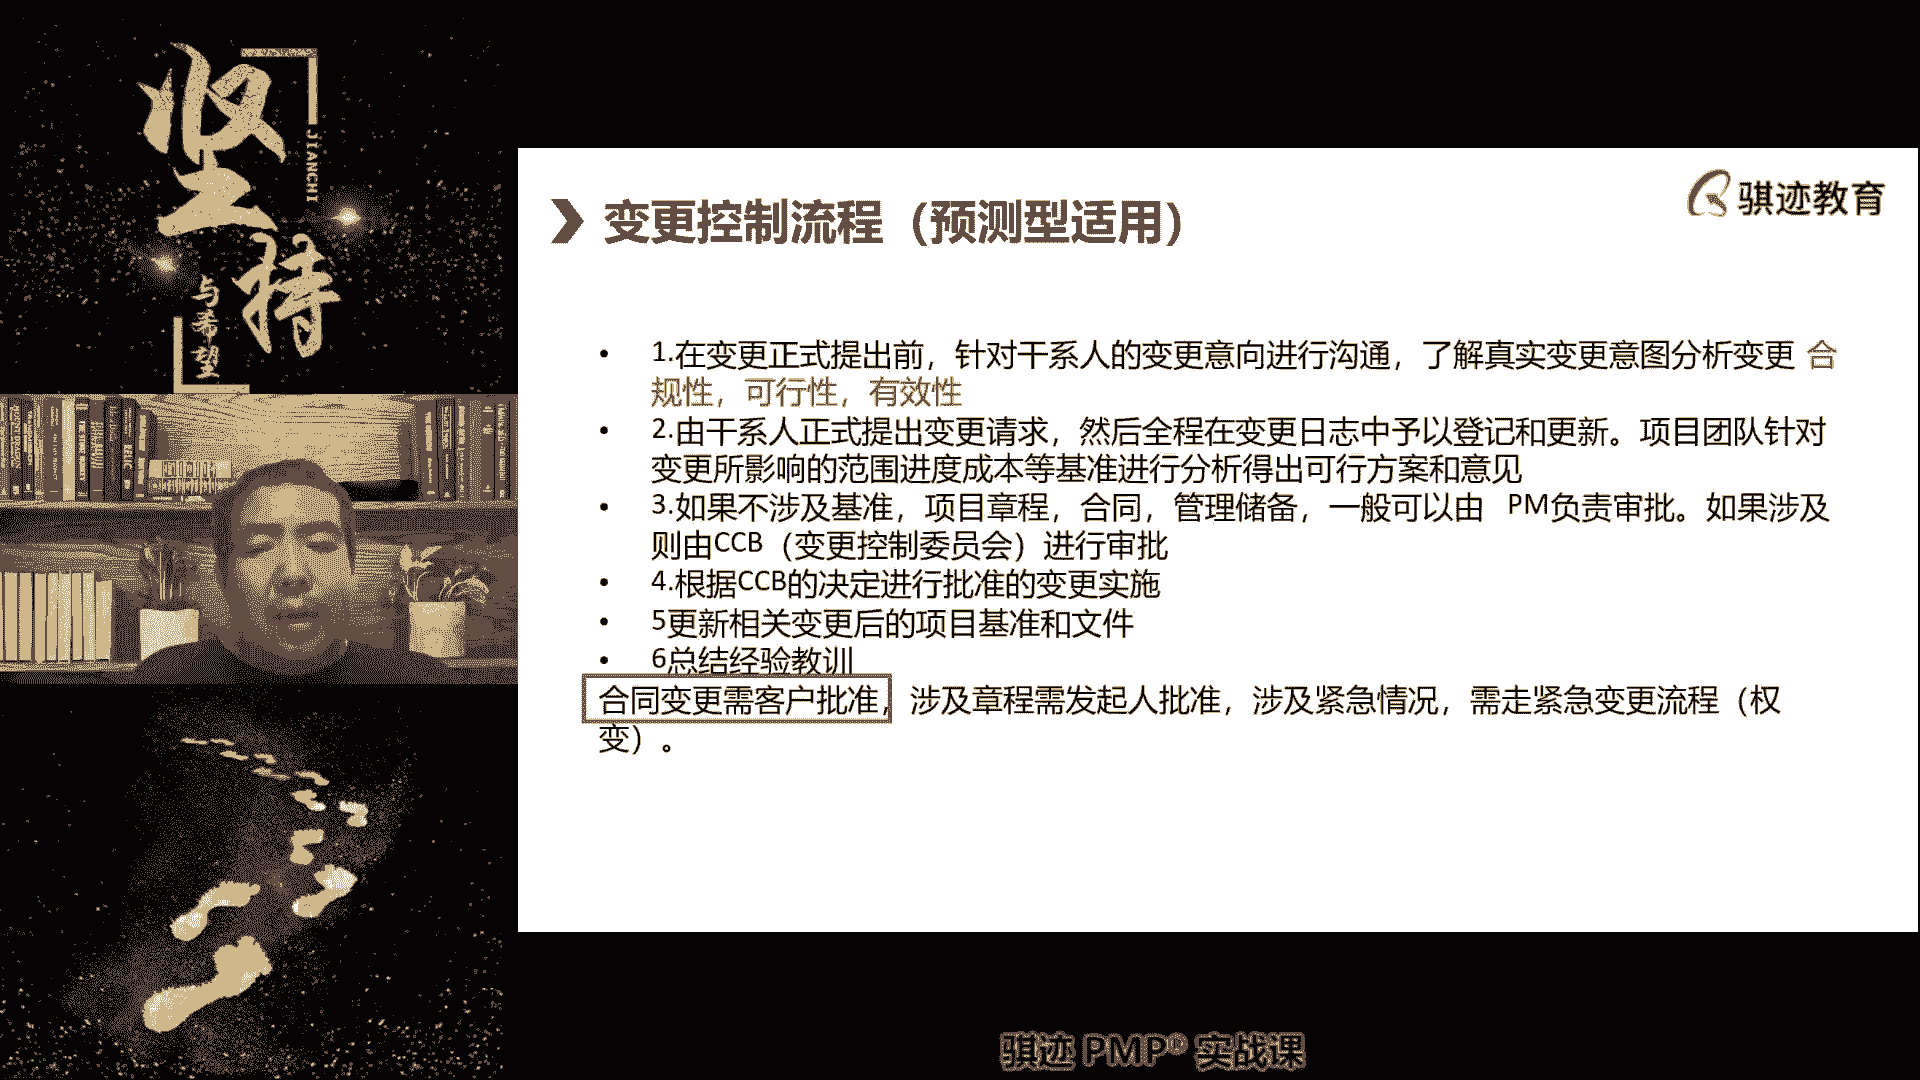 坚持
JIANCHI
与希望
骐迹教育
变更控制流程（预测型适用）
• 1.在变更正式提出前，针对干系人的变更意向进行沟通，了解真实变更意图分析变更 合
规性，可行性，有效性
• 2.由干系人正式提出变更请求，然后全程在变更日志中予以登记和更新。项目团队针对
变更所影响的范围进度成本等基准进行分析得出可行方案和意见
• 3.如果不涉及基准，项目章程，合同，管理储备，一般可以由 PM负责审批。如果涉及
则由CCB（变更控制委员会）进行审批
• 4.根据CCB的决定进行批准的变更实施
• 5更新相关变更后的项目基准和文件
• 6总结经验教训
合同变更需客户批准，涉及章程需发起人批准，涉及紧急情况，需走紧急变更流程（权
变）。
骐迹 PMP® 实战课